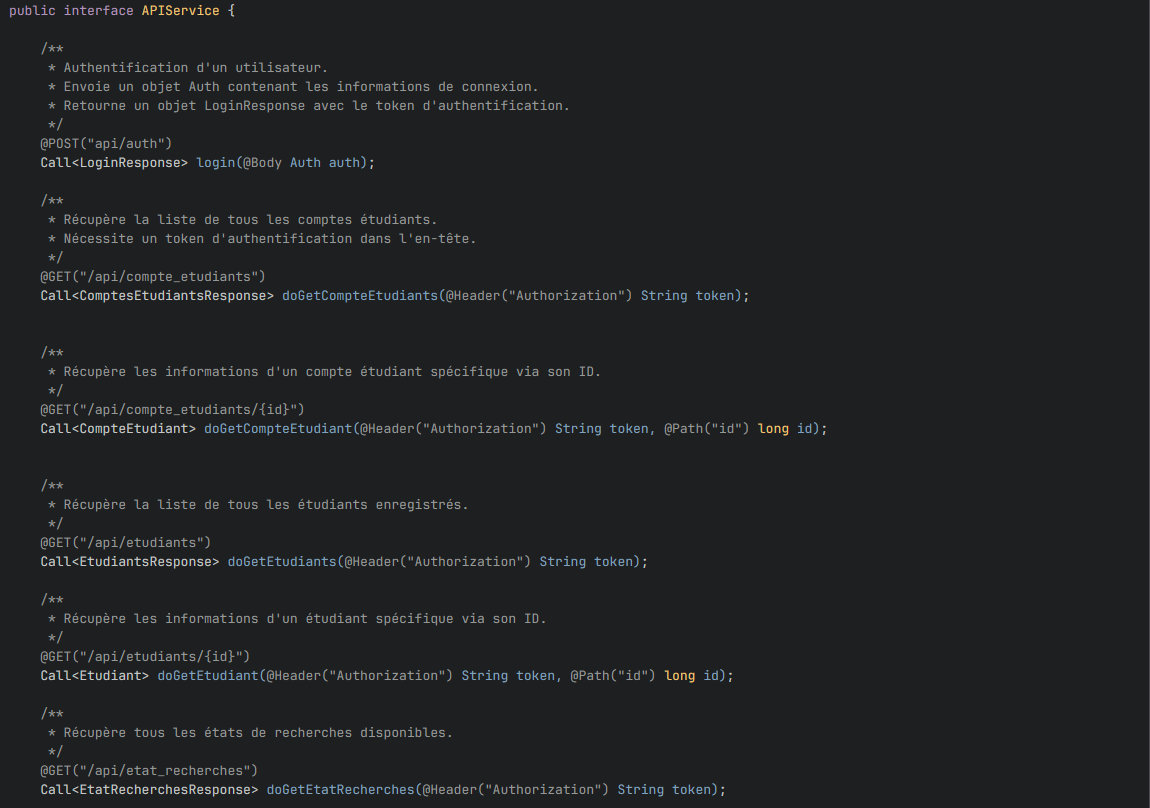 public interface APIService {
/**
* Authentification d'un utilisateur.
* Envoie un objet Auth contenant les informations de connexion.
* Retourne un objet LoginResponse avec le token d'authentification.
*/
@POST("api/auth")
Call<LoginResponse> login(@Body Auth auth);
/**
* Récupère la liste de tous les comptes étudiants.
* Nécessite un token d'authentification dans l'en-tête.
*/
@GET("/api/compte_etudiants")
Call<ComptesEtudiantsResponse> doGetCompteEtudiants(@Header("Authorization") String token);
/**
* Récupère les informations d'un compte étudiant spécifique via son ID.
*/
@GET("/api/compte_etudiants/{id}")
Call<CompteEtudiant> doGetCompteEtudiant(@Header("Authorization") String token, @Path("id") long id);
/**
* Récupère la liste de tous les étudiants enregistrés.
*/
@GET("/api/etudiants")
Call<EtudiantsResponse> doGetEtudiants(@Header("Authorization") String token);
/**
* Récupère les informations d'un étudiant spécifique via son ID.
*/
@GET("/api/etudiants/{id}")
Call<Etudiant> doGetEtudiant(@Header("Authorization") String token, @Path("id") long id);
/**
* Récupère tous les états de recherches disponibles.
*/
@GET("/api/etat_recherches")
Call<EtatRecherchesResponse> doGetEtatRecherches(@Header("Authorization") String token);